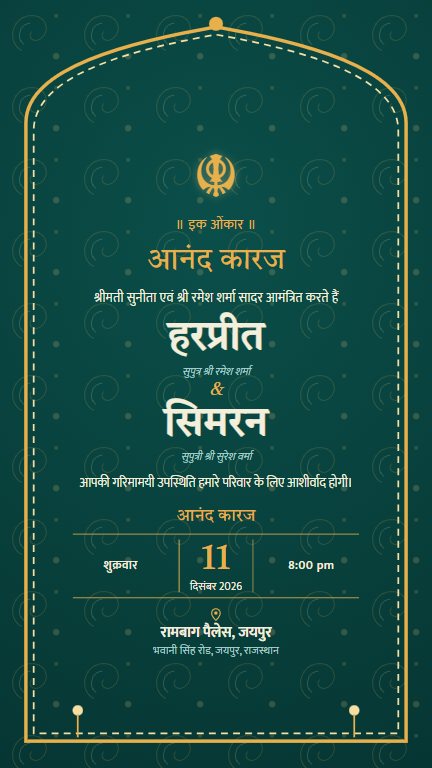 ॥ इक ओंकार ॥
आनंद कारज
श्रीमती सुनीता एवं श्री रमेश शर्मा सादर आमंत्रित करते हैं
हरप्रीत
सुपुत्र श्री रमेश शर्मा
&
सिमरन
सुपुत्री श्री सुरेश वर्मा
आपकी गरिमामयी उपस्थिति हमारे परिवार के लिए आशीर्वाद होगी।
आनंद कारज
शुक्रवार 11 8:00 pm
दिसंबर 2026
रामबाग पैलेस, जयपुर
भवानी सिंह रोड, जयपुर, राजस्थान